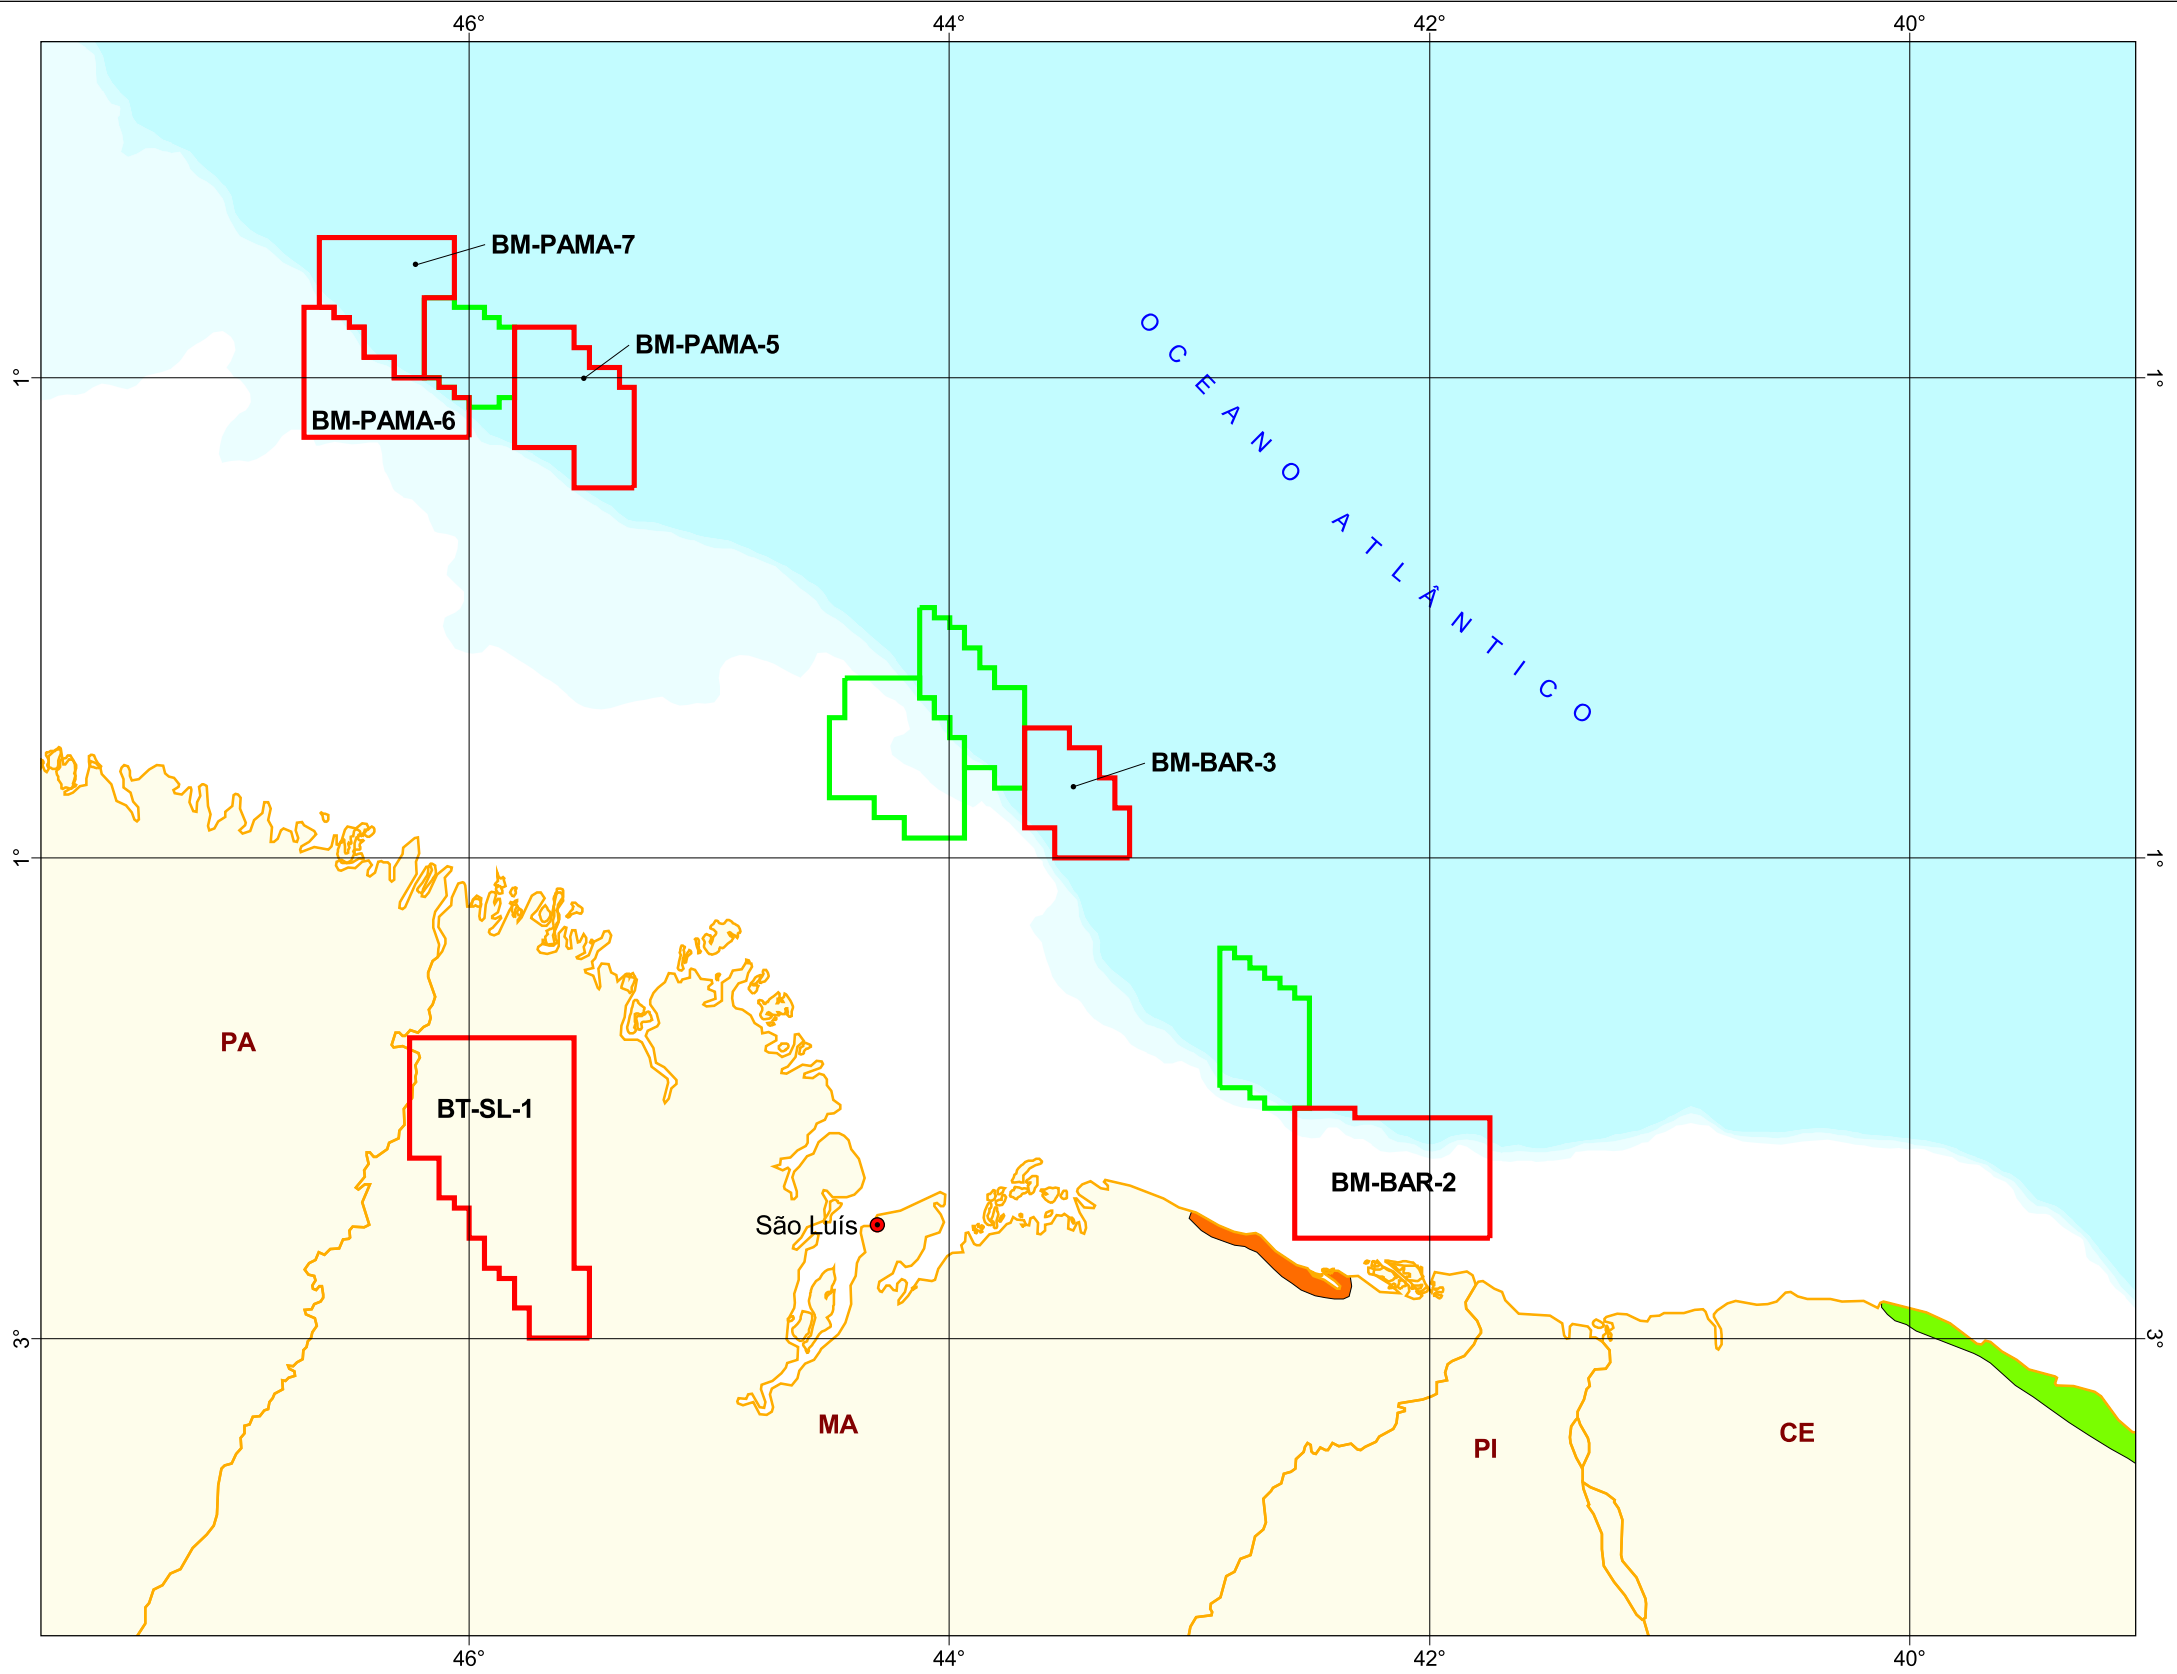 46° 44° 42° 40°
BM-PAMA-7
OCEANO ATLÂNTICO
BM-PAMA-5
1° 1°
BM-PAMA-6
BM-BAR-3
1° 1°
PA
BT-SL-1
BM-BAR-2
São Luís
3° 3°
MA
CE
PI
46° 44° 42° 40°